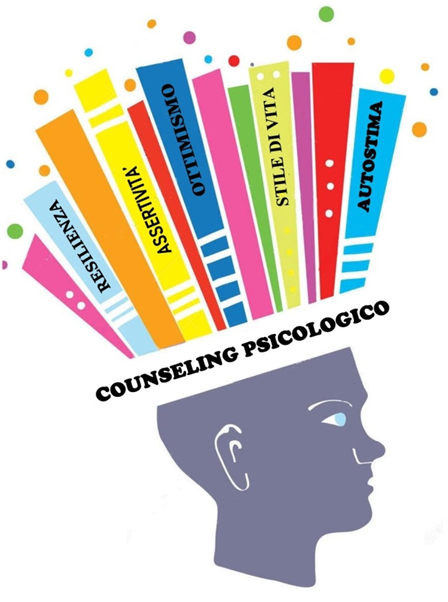 RESILIENZA
ASSERTIVITA'
OTTIMISMO
STILE DI VITA
AUTOSTIMA
COUNSELING PSICOLOGICO